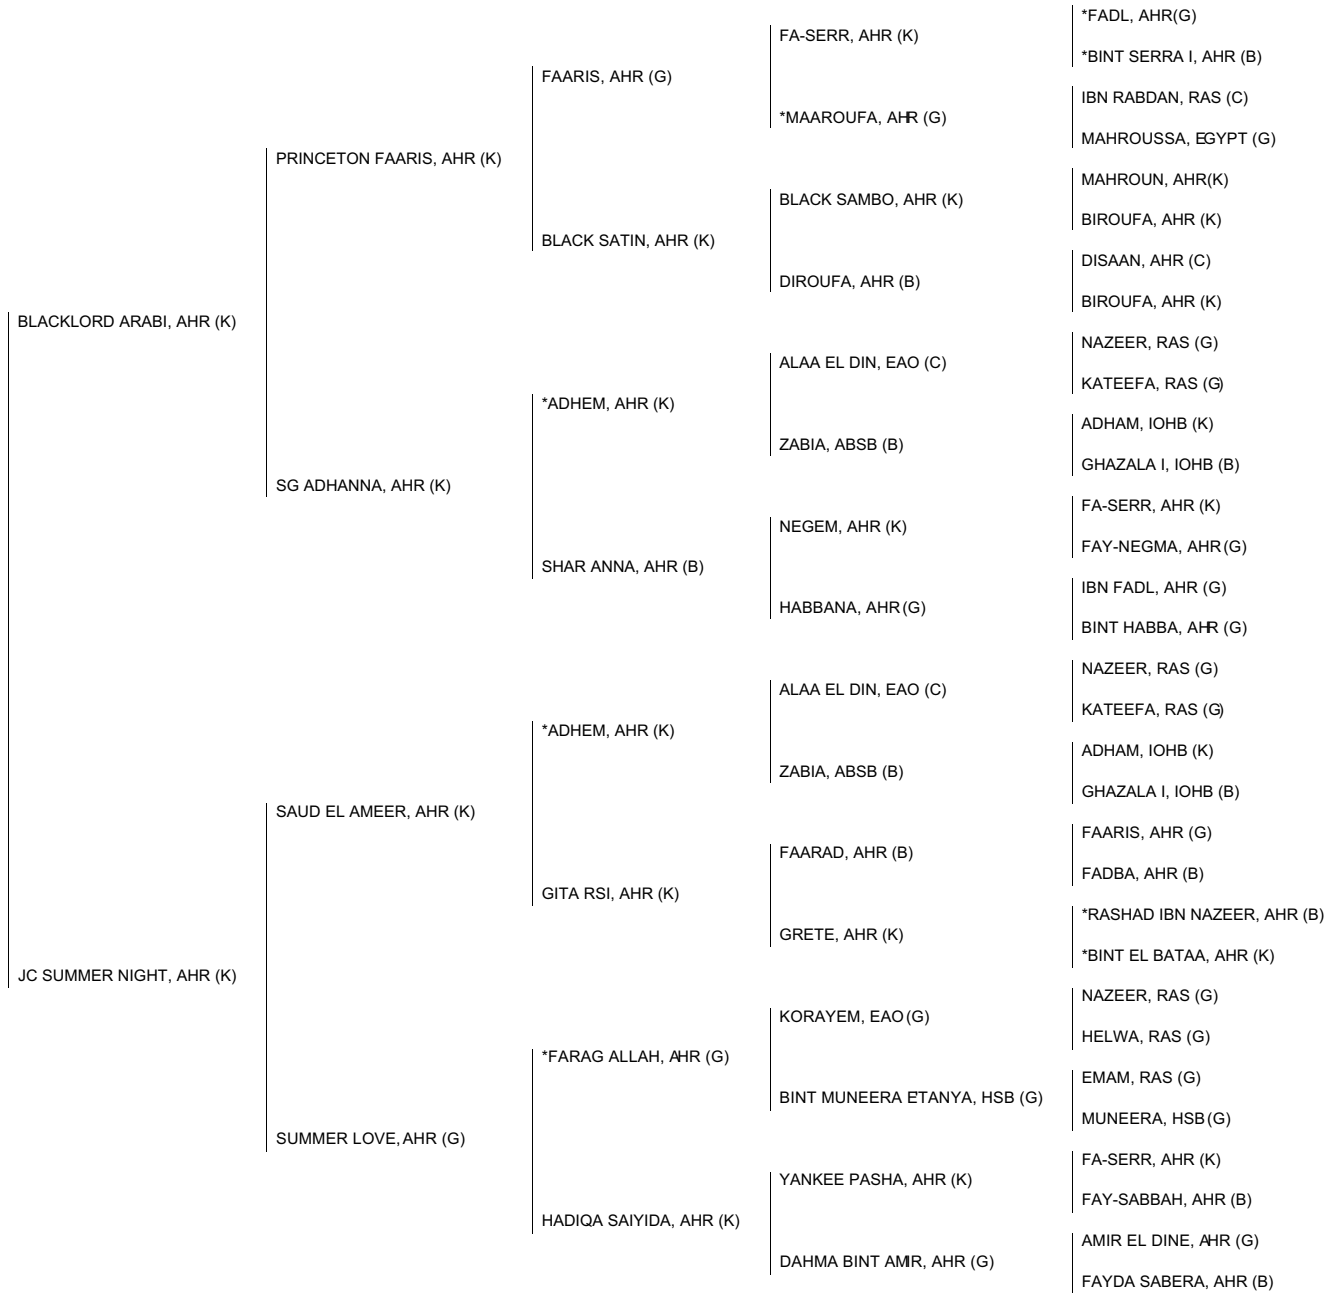 *FADL, AHR(G)
FA-SERR, AHR (K)
*BINT SERRA I, AHR (B)
FAARIS, AHR (G)
IBN RABDAN, RAS (C)
*MAAROUFA, AHR (G)
MAHROUSSA, EGYPT (G)
PRINCETON FAARIS, AHR (K)
MAHROUN, AHR(K)
BLACK SAMBO, AHR (K)
BIROUFA, AHR (K)
BLACK SATIN, AHR (K)
DISAAN, AHR (C)
DIROUFA, AHR (B)
BIROUFA, AHR (K)
BLACKLORD ARABI, AHR (K)
NAZEER, RAS (G)
ALAA EL DIN, EAO (C)
KATEEFA, RAS (G)
*ADHEM, AHR (K)
ADHAM, IOHB (K)
ZABIA, ABSB (B)
GHAZALA I, IOHB (B)
SG ADHANNA, AHR (K)
FA-SERR, AHR (K)
NEGEM, AHR (K)
FAY-NEGMA, AHR (G)
SHAR ANNA, AHR (B)
IBN FADL, AHR (G)
HABBANA, AHR (G)
BINT HABBA, AHR (G)
NAZEER, RAS (G)
ALAA EL DIN, EAO (C)
KATEEFA, RAS (G)
*ADHEM, AHR (K)
ADHAM, IOHB (K)
ZABIA, ABSB (B)
GHAZALA I, IOHB (B)
SAUD EL AMEER, AHR (K)
FAARIS, AHR (G)
FAARAD, AHR (B)
FADBA, AHR (B)
GITA RSI, AHR (K)
*RASHAD IBN NAZEER, AHR (B)
GRETE, AHR (K)
*BINT EL BATAA, AHR (K)
JC SUMMER NIGHT, AHR (K)
NAZEER, RAS (G)
KORAYEM, EAO (G)
HELWA, RAS (G)
*FARAG ALLAH, AHR (G)
EMAM, RAS (G)
BINT MUNEERA ETANYA, HSB (G)
MUNEERA, HSB (G)
SUMMER LOVE, AHR (G)
FA-SERR, AHR (K)
YANKEE PASHA, AHR (K)
FAY-SABBAH, AHR (B)
HADIQA SAIYIDA, AHR (K)
AMIR EL DINE, AHR (G)
DAHMA BINT AMIR, AHR (G)
FAYDA SABERA, AHR (B)